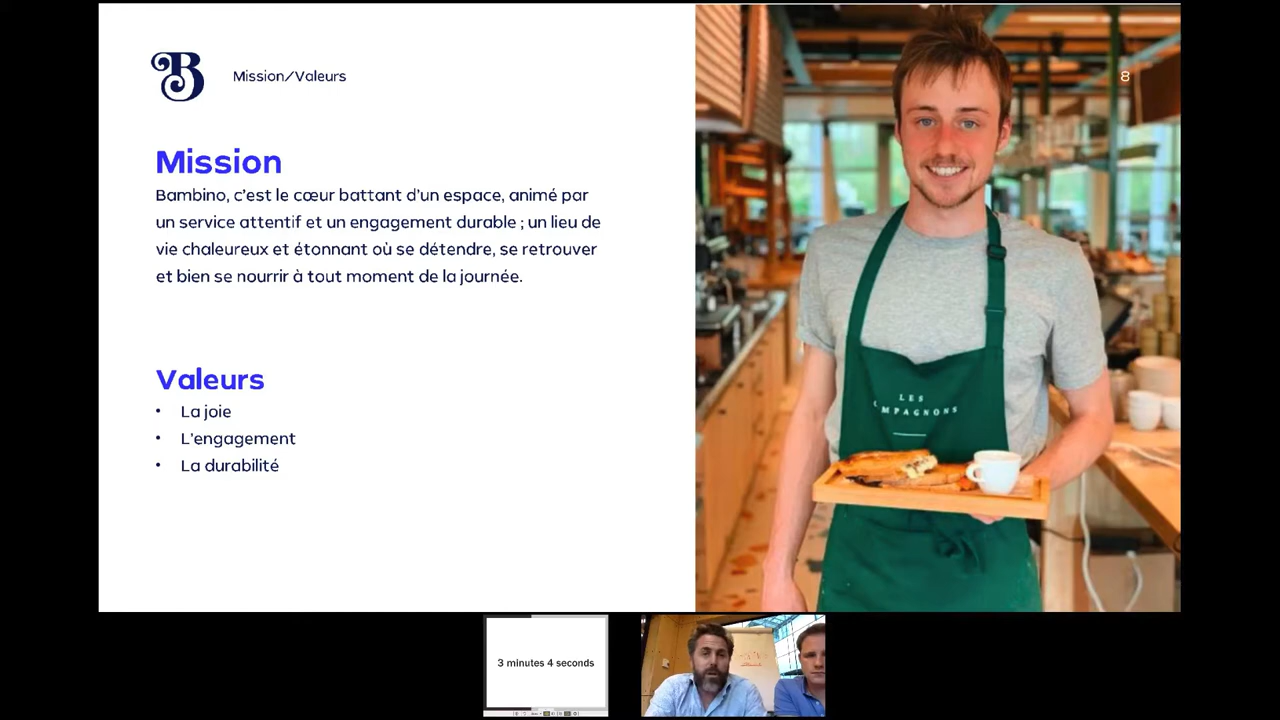 B
Mission/Valeurs
8
Mission
Bambino, c'est le cœur battant d'un espace, animé par
un service attentif et un engagement durable ; un lieu de
vie chaleureux et étonnant où se détendre, se retrouver
et bien se nourrir à tout moment de la journée.
Valeurs
• La joie
• L'engagement
• La durabilité
LES
MPAGNONS
3 minutes 4 seconds